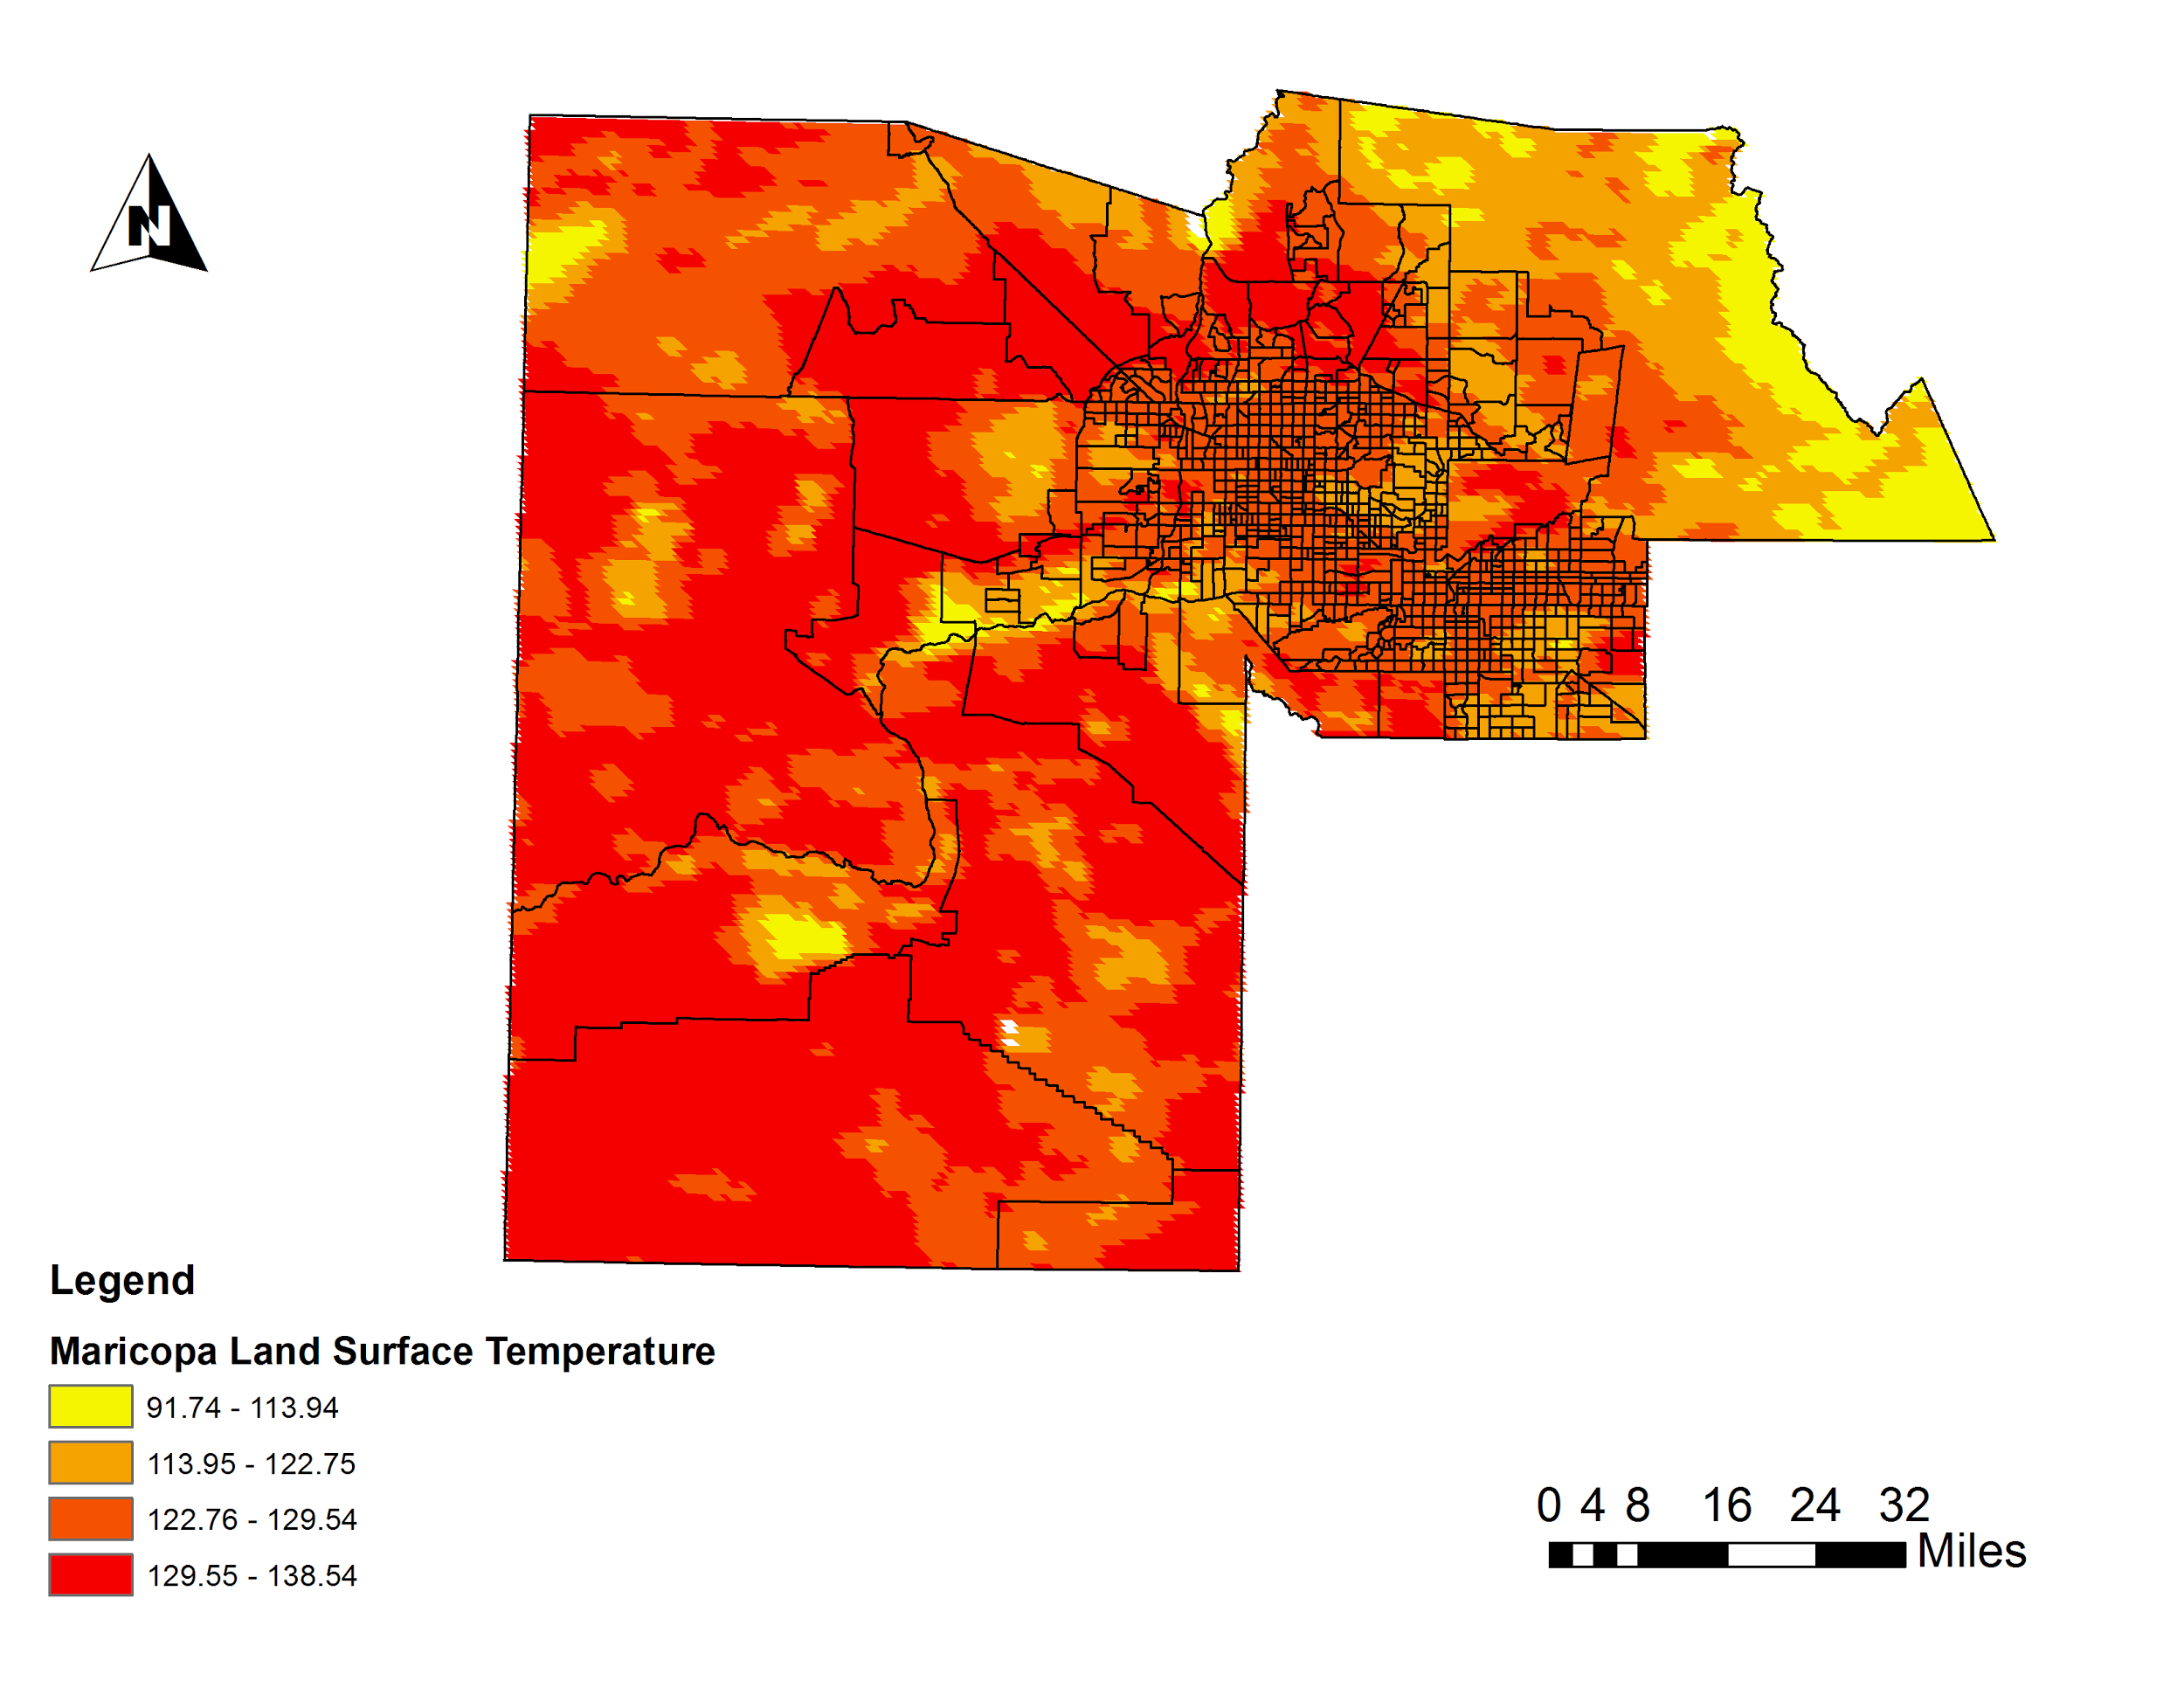 N
Legend
Maricopa Land Surface Temperature
91.74 - 113.94
113.95 - 122.75
122.76 - 129.54
129.55 - 138.54
0 4 8 16 24 32
Miles